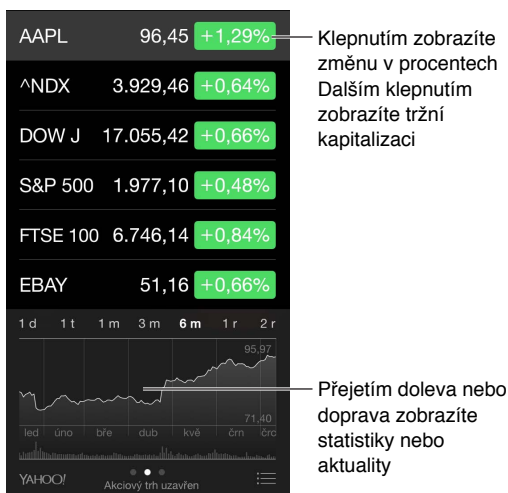 AAPL 96,45 +1,29%
^NDX 3.929,46 +0,64%
DOW J 17.055,42 +0,66%
S&P 500 1.977,10 +0,48%
FTSE 100 6.746,14 +0,84%
EBAY 51,16 +0,66%
1 d 1 t 1 m 3 m 6 m 1 r 2 r
95,97
71,40
led úno bře dub kvě črn črc
YAHOO!
Akciový trh uzavřen
Klepnutím zobrazíte
změnu v procentech
Dalším klepnutím
zobrazíte tržní
kapitalizaci
Přejetím doleva nebo
doprava zobrazíte
statistiky nebo
aktuality